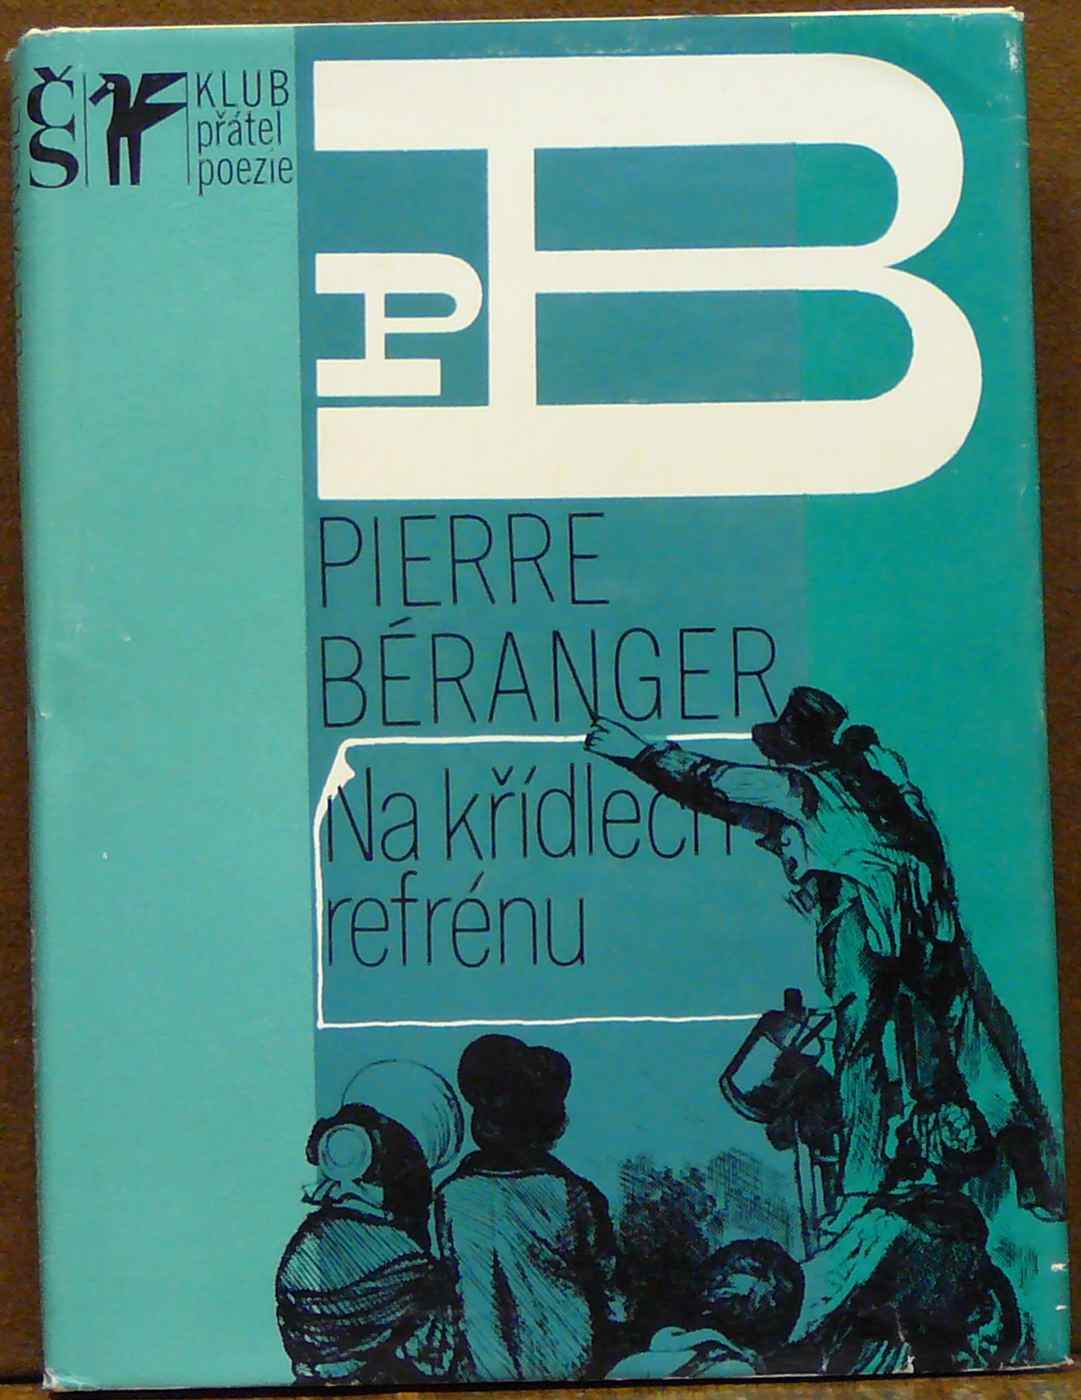 ČS
KLUB
přátel
poezie
PB
PIERRE
BÉRANGER
Na křídlech
refrénu